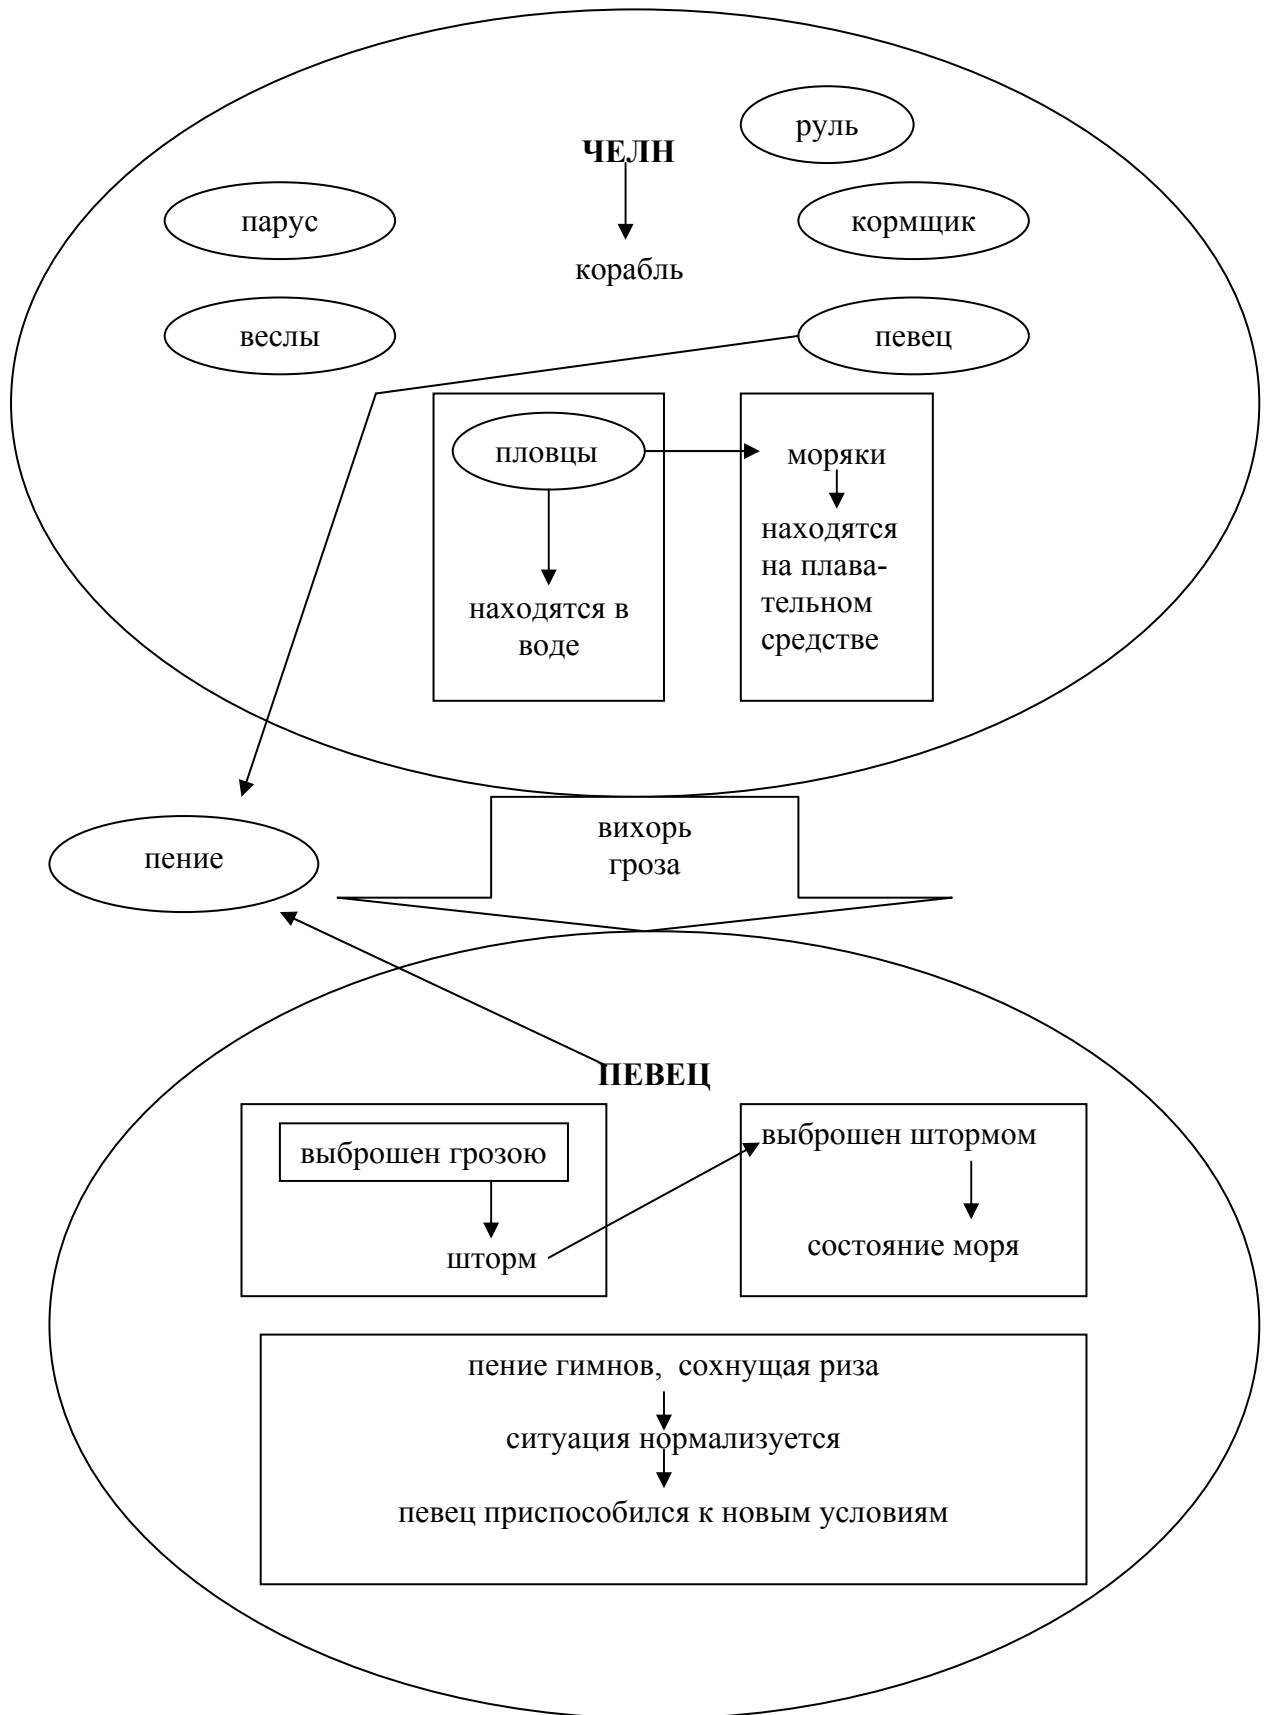 руль
ЧЕЛН
парус
кормщик
корабль
веслы
певец
пловцы
моряки
находятся
на плава-
тельном
средстве
находятся в
воде
вихорь
гроза
пение
ПЕВЕЦ
выброшен грозою
выброшен штормом
шторм
состояние моря
пение гимнов, сохнущая риза
ситуация нормализуется
певец приспособился к новым условиям